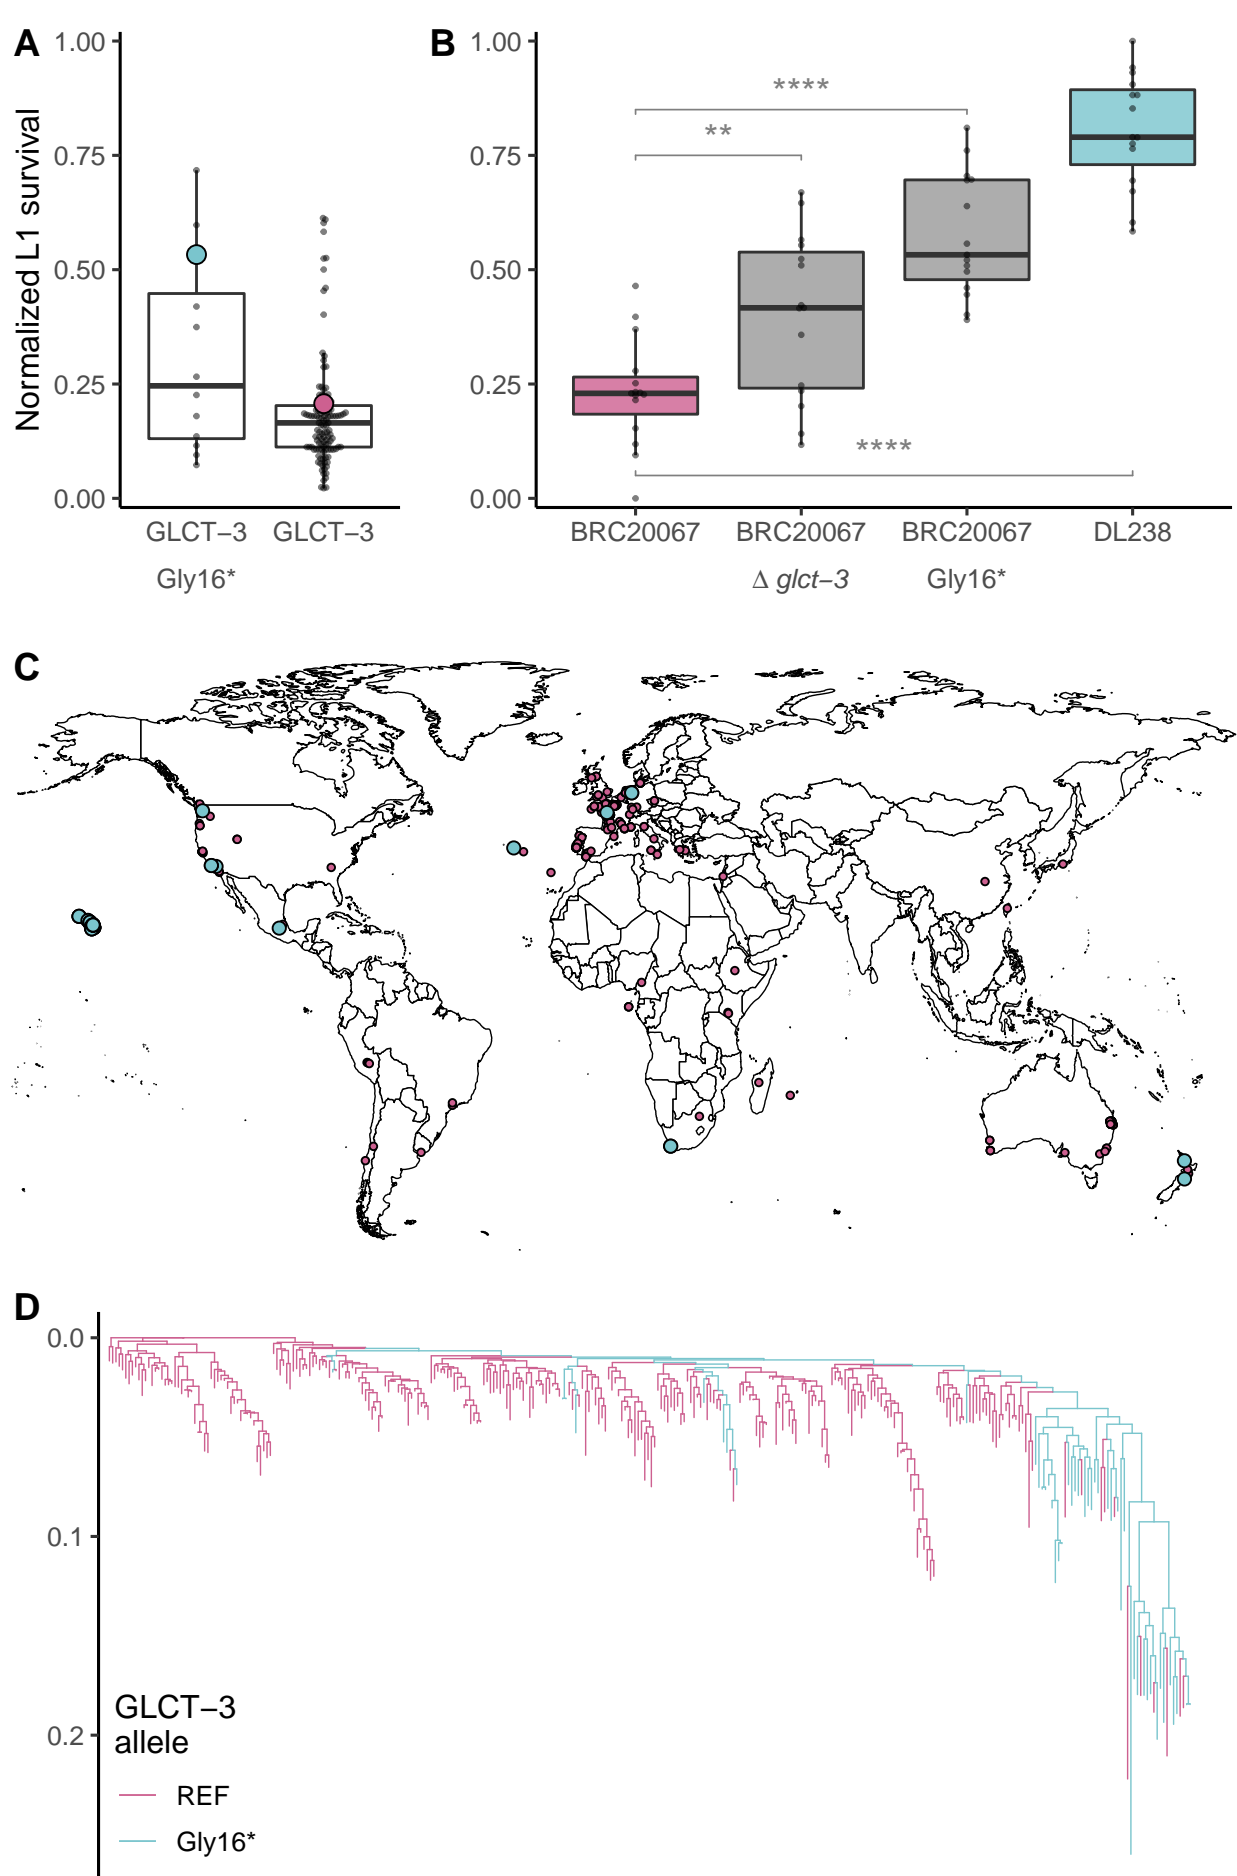 A
B
Normalized L1 survival
1.00
0.75
0.50
0.25
0.00
GLCT−3
Gly16*
GLCT−3
1.00
0.75
0.50
0.25
0.00
****
**
****
BRC20067
BRC20067
Δ glct−3
BRC20067
Gly16*
DL238
C
D
0.0
0.1
0.2
GLCT−3
allele
REF
Gly16*